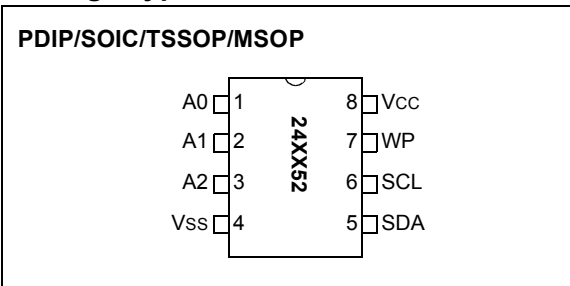 PDIP/SOIC/TSSOP/MSOP
A0 1 8 Vcc
A1 2 7 WP
A2 3 6 SCL
Vss 4 5 SDA
24XX52